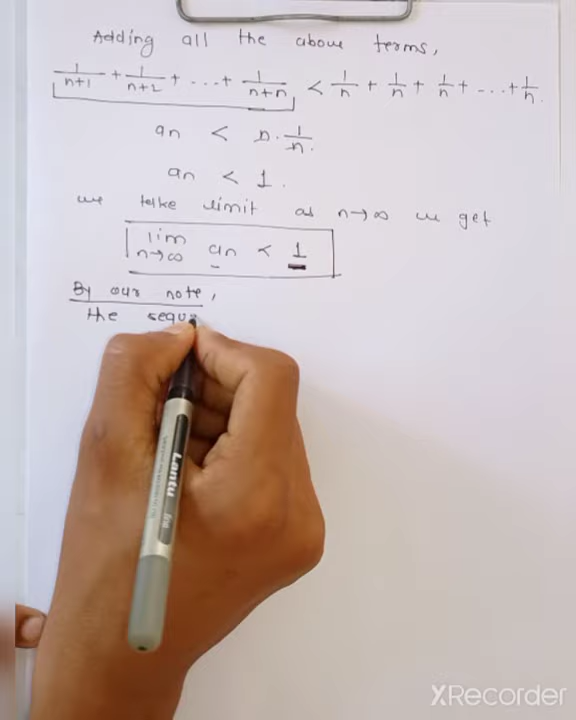 Adding all the above terms,
1/n+1 + 1/n+2 + ... + 1/n+n < 1/n + 1/n + 1/n + ... + 1/n.
an < n. 1/n.
an < 1.
we take limit as n→∞ we get
lim n→∞ an < 1
By our note,
the sequ
Lantu
XRecorder